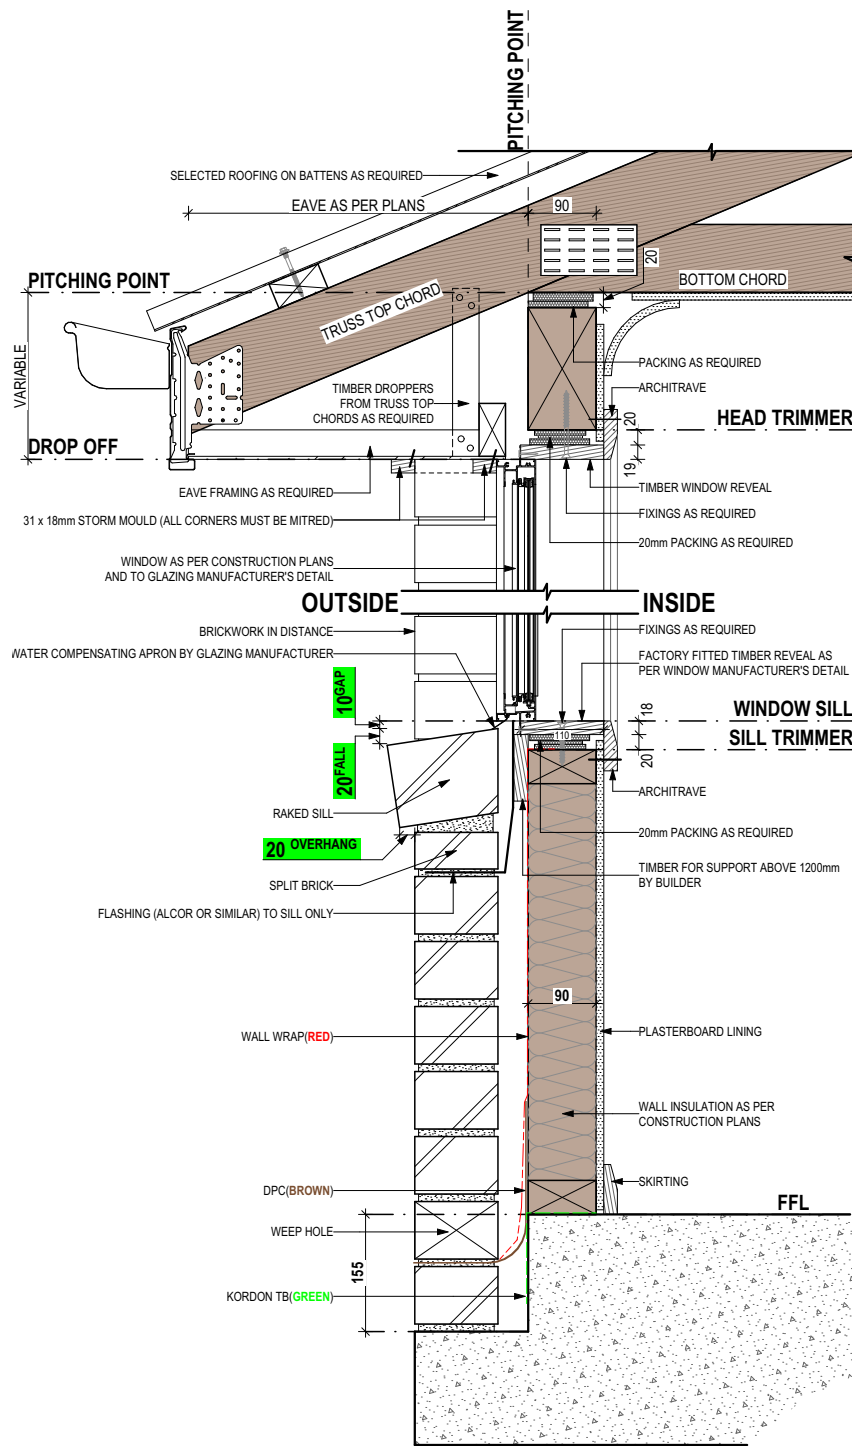 PITCHING POINT
SELECTED ROOFING ON BATTENS AS REQUIRED
EAVE AS PER PLANS
90
20
PITCHING POINT
BOTTOM CHORD
TRUSS TOP CHORD
VARIABLE
PACKING AS REQUIRED
TIMBER DROPPERS
FROM TRUSS TOP
CHORDS AS REQUIRED
ARCHITRAVE
20
HEAD TRIMMER
DROP OFF
19
EAVE FRAMING AS REQUIRED
TIMBER WINDOW REVEAL
31 x 18mm STORM MOULD (ALL CORNERS MUST BE MITRED)
FIXINGS AS REQUIRED
20mm PACKING AS REQUIRED
WINDOW AS PER CONSTRUCTION PLANS
AND TO GLAZING MANUFACTURER'S DETAIL
OUTSIDE
INSIDE
BRICKWORK IN DISTANCE
FIXINGS AS REQUIRED
WATER COMPENSATING APRON BY GLAZING MANUFACTURER
FACTORY FITTED TIMBER REVEAL AS
PER WINDOW MANUFACTURER'S DETAIL
10 GAP
18
WINDOW SILL
110
SILL TRIMMER
20 FALL
20
ARCHITRAVE
RAKED SILL
20mm PACKING AS REQUIRED
20 OVERHANG
TIMBER FOR SUPPORT ABOVE 1200mm
BY BUILDER
SPLIT BRICK
FLASHING (ALCOR OR SIMILAR) TO SILL ONLY
90
WALL WRAP(RED)
PLASTERBOARD LINING
WALL INSULATION AS PER
CONSTRUCTION PLANS
DPC(BROWN)
SKIRTING
FFL
WEEP HOLE
155
KORDON TB(GREEN)